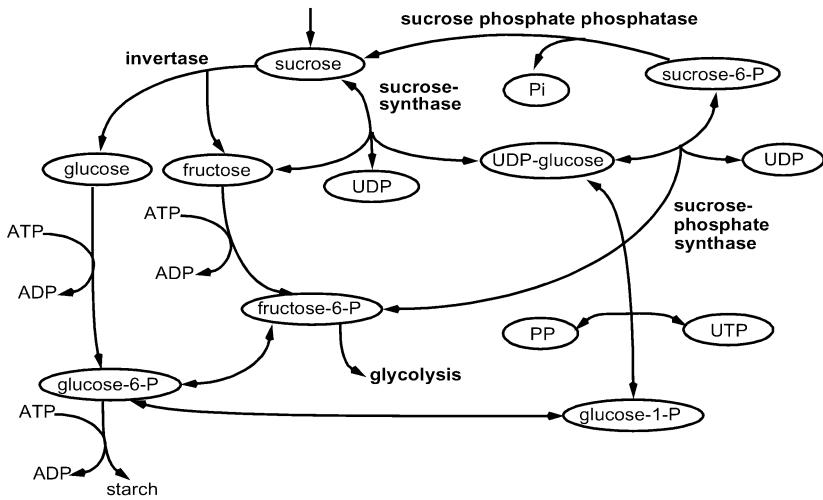 sucrose phosphate phosphatase
invertase
sucrose
sucrose-
synthase
Pi
sucrose-6-P
glucose
fructose
UDP
UDP-glucose
UDP
ATP
ADP
ATP
ADP
sucrose-
phosphate
synthase
fructose-6-P
PP
UTP
glycolysis
glucose-6-P
glucose-1-P
ATP
ADP
starch